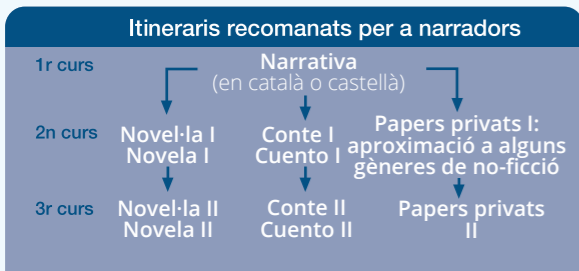 Itineraris recomanats per a narradors
1r curs
Narrativa
(en català o castellà)
2n curs
Novel·la I
Novela I
Conte I
Cuento I
Papers privats I:
aproximació a alguns
gèneres de no-ficció
3r curs
Novel·la II
Novela II
Conte II
Cuento II
Papers privats
II